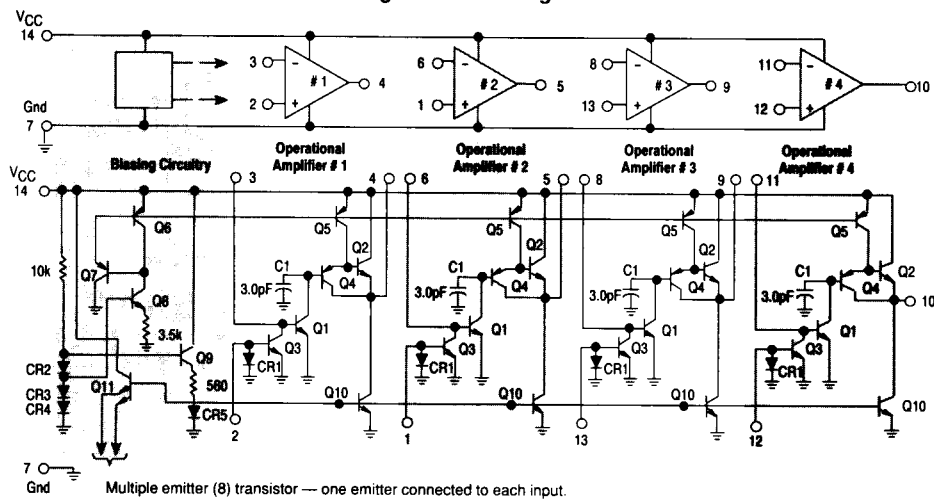 VCC
14
3
2
#1
4
6
1
#2
5
8
13
#3
9
11
12
#4
10
Gnd
7
Biasing Circuitry
Operational
Amplifier # 1
Operational
Amplifier # 2
Operational
Amplifier # 3
Operational
Amplifier # 4
VCC
14
3
4
6
5
8
9
11
Q6
Q5
Q5
Q5
Q5
10k
Q7
Q2
Q2
Q2
Q2
C1
3.0pF
Q4
C1
3.0pF
Q4
C1
3.0pF
Q4
C1
3.0pF
Q4
10
Q8
3.5k
Q1
Q1
Q1
Q1
Q9
Q3
Q3
Q3
Q3
CR2
CR1
CR1
CR1
CR1
560
Q11
CR3
CR4
CR5
Q10
Q10
Q10
Q10
2
1
13
12
7
Gnd
Multiple emitter (8) transistor — one emitter connected to each input.